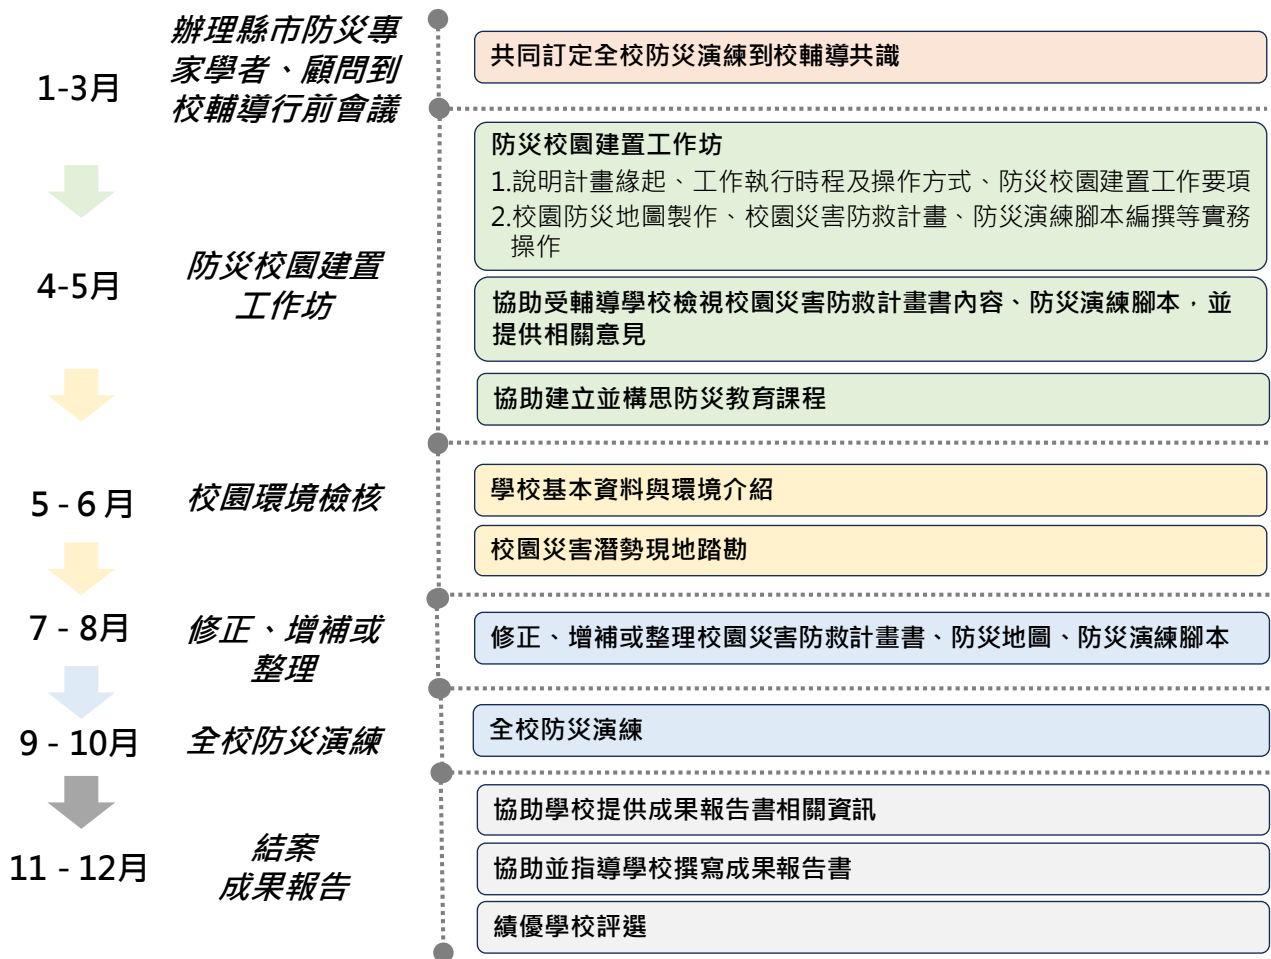 1-3月
辦理縣市防災專
家學者、顧問到
校輔導行前會議
共同訂定全校防災演練到校輔導共識
4-5月
防災校園建置
工作坊
防災校園建置工作坊
1.說明計畫緣起、工作執行時程及操作方式、防災校園建置工作要項
2.校園防災地圖製作、校園災害防救計畫、防災演練腳本編撰等實務
操作
協助受輔導學校檢視校園災害防救計畫書內容、防災演練腳本，並
提供相關意見
協助建立並構思防災教育課程
5 - 6 月
校園環境檢核
學校基本資料與環境介紹
校園災害潛勢現地踏勘
7 - 8月
修正、增補或
整理
修正、增補或整理校園災害防救計畫書、防災地圖、防災演練腳本
9 - 10月
全校防災演練
全校防災演練
11 - 12月
結案
成果報告
協助學校提供成果報告書相關資訊
協助並指導學校撰寫成果報告書
績優學校評選